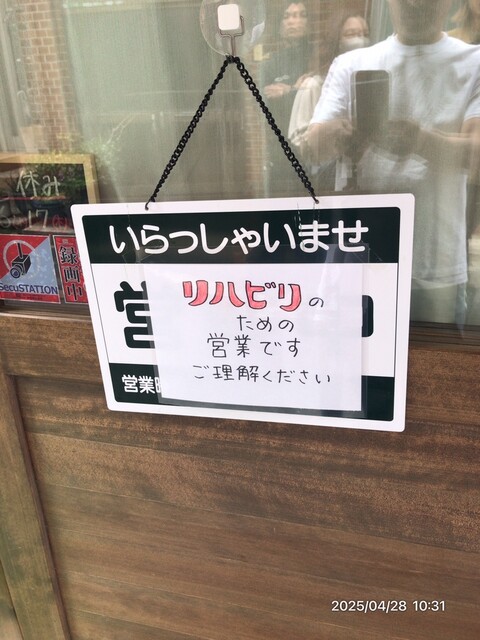 休み
いらっしゃいませ
営
リハビリの
ための
営業です
ご理解ください
営業
録画中
SecuSTATION
2025/04/28 10:31